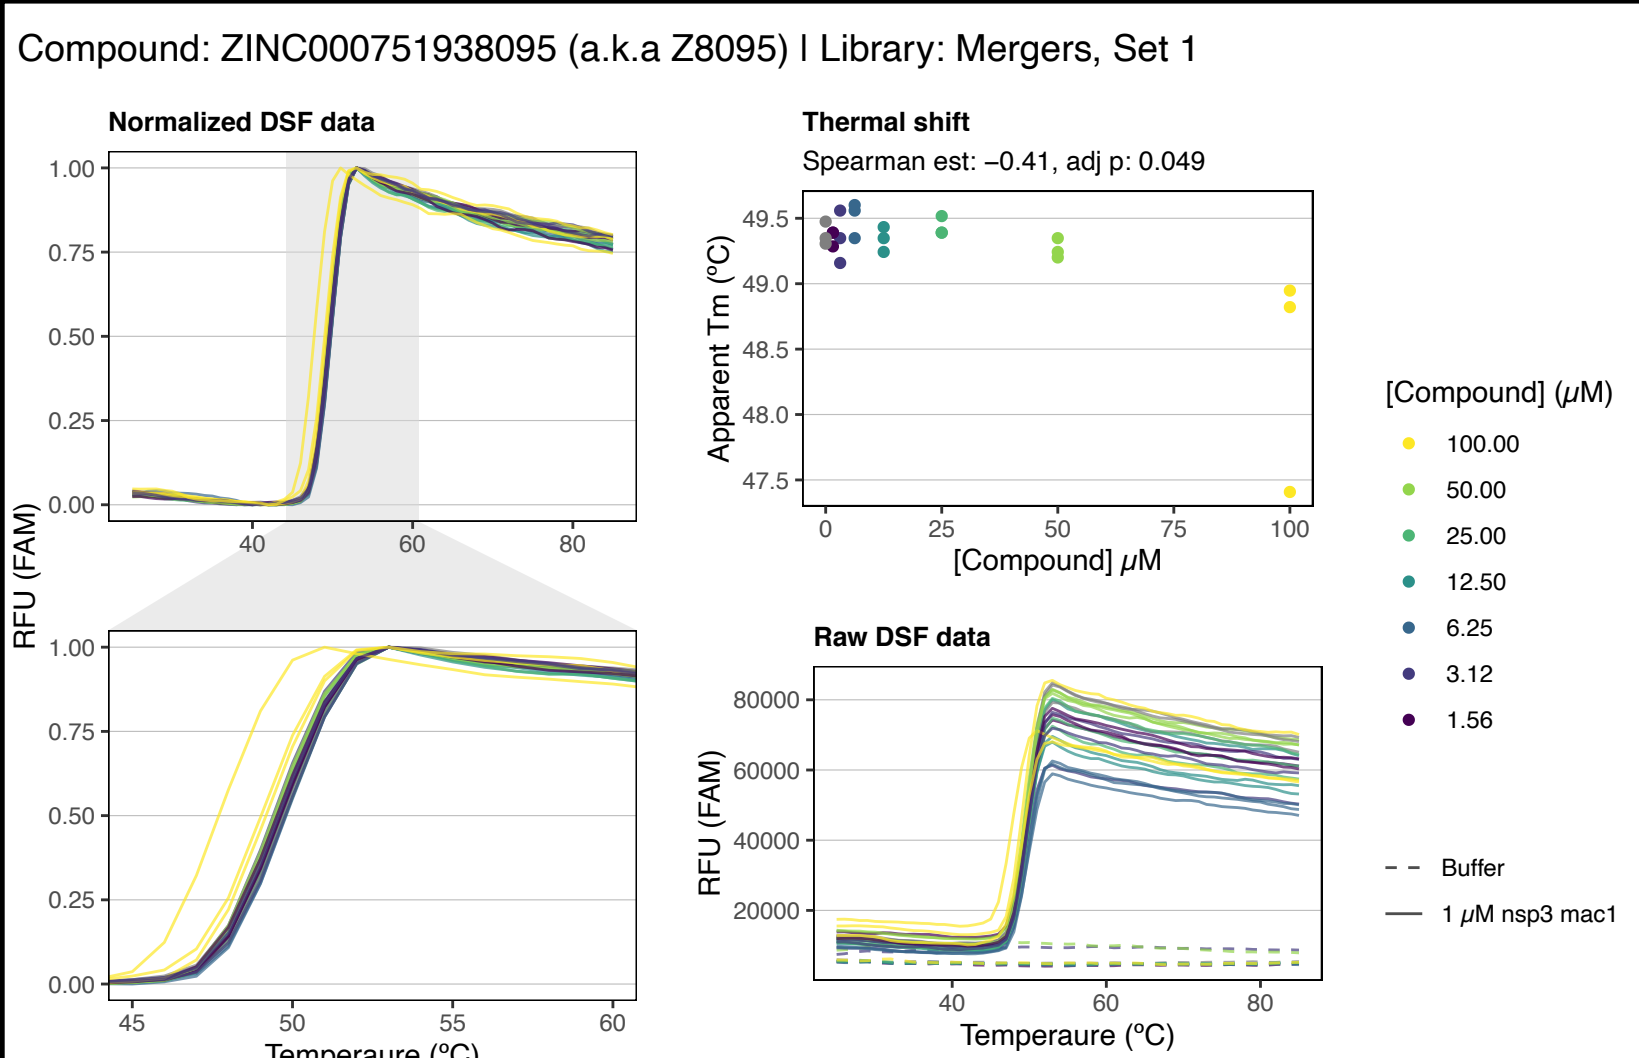 Compound: ZINC000751938095 (a.k.a Z8095) | Library: Mergers, Set 1
Normalized DSF data
1.00
0.75
0.50
0.25
0.00
40 60 80
RFU (FAM)
1.00
0.75
0.50
0.25
0.00
45 50 55 60
Temperaure (ºC)
Thermal shift
Spearman est: −0.41, adj p: 0.049
Apparent Tm (ºC)
49.5
49.0
48.5
48.0
47.5
0 25 50 75 100
[Compound] µM
Raw DSF data
RFU (FAM)
80000
60000
40000
20000
40 60 80
Temperaure (ºC)
[Compound] (µM)
100.00
50.00
25.00
12.50
6.25
3.12
1.56
Buffer
1 µM nsp3 mac1